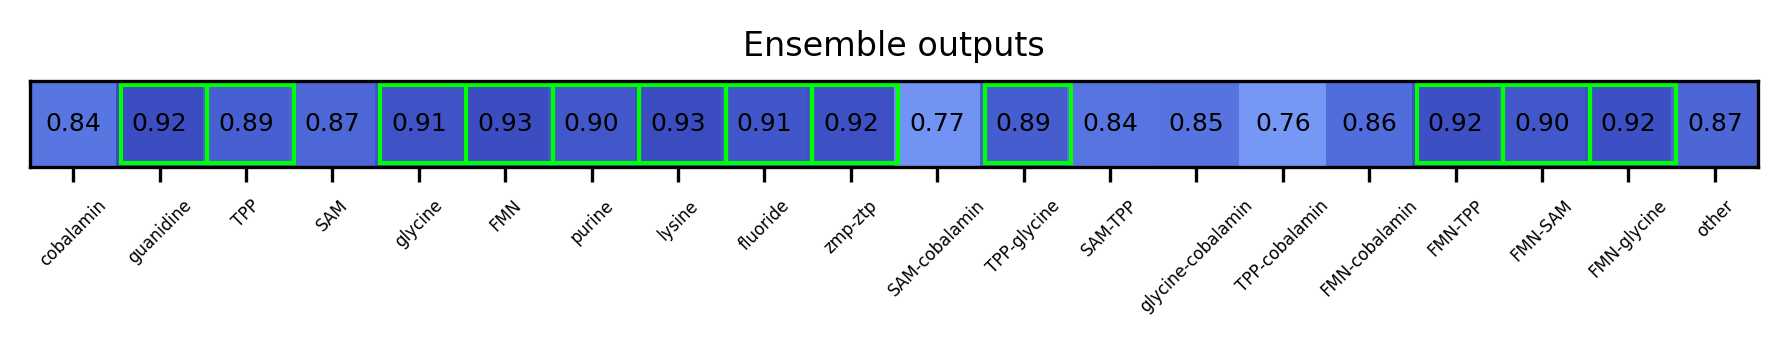 Ensemble outputs
0.84 0.92 0.89 0.87 0.91 0.93 0.90 0.93 0.91 0.92 0.77 0.89 0.84 0.85 0.76 0.86 0.92 0.90 0.92 0.87
cobalamin
guanidine
TPP
SAM
glycine
FMN
purine
lysine
fluoride
zmp-ztp
SAM-cobalamin
TPP-glycine
SAM-TPP
glycine-cobalamin
TPP-cobalamin
FMN-cobalamin
FMN-TPP
FMN-SAM
FMN-glycine
other